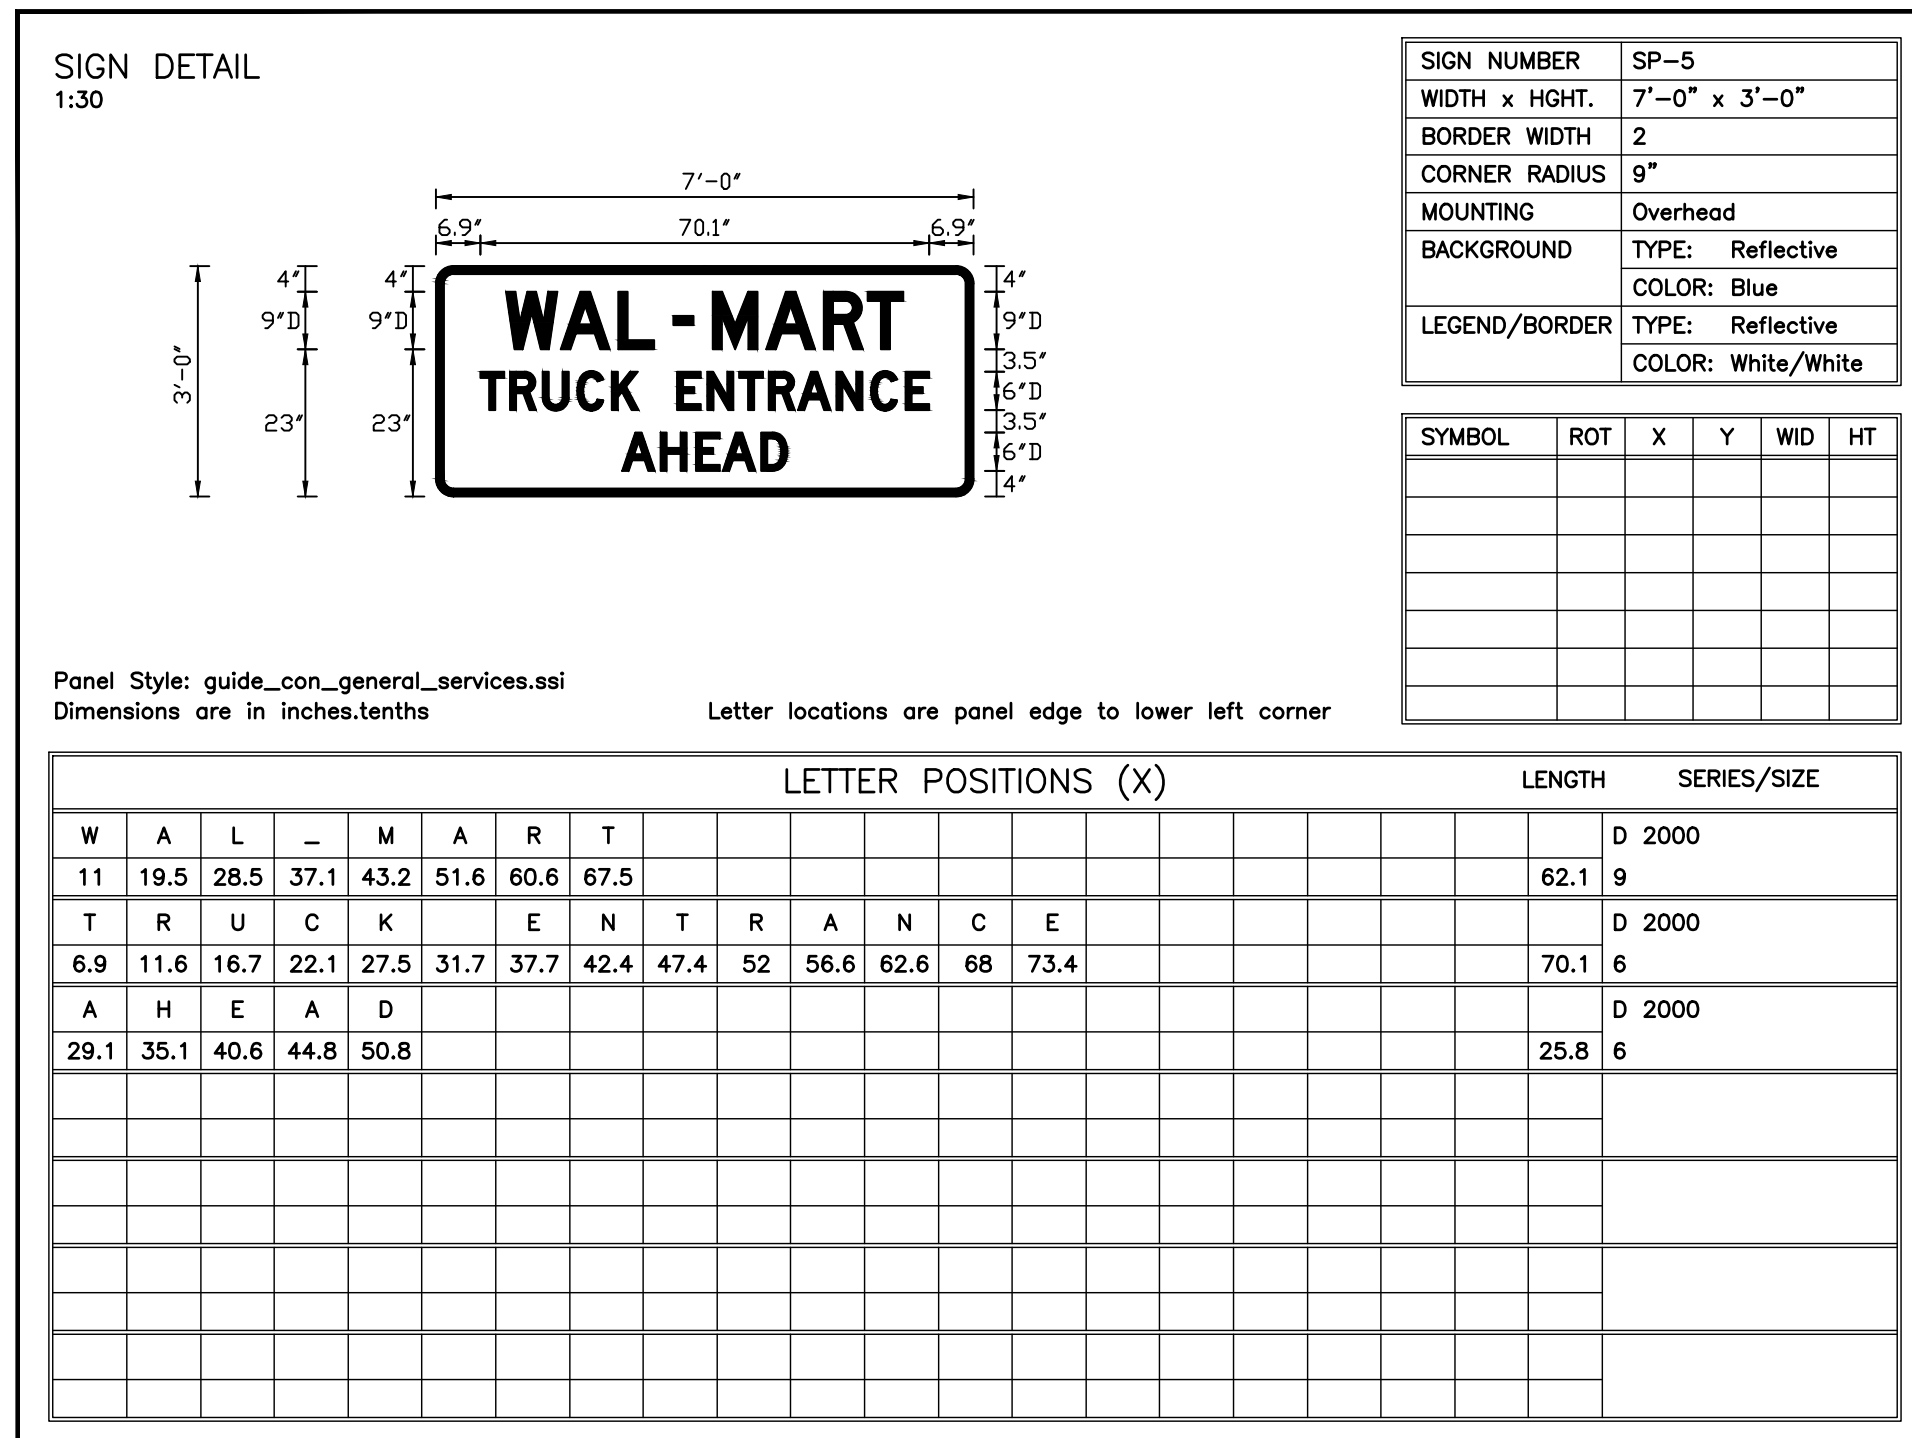 SIGN DETAIL
1:30
7'-0"
6.9" 70.1" 6.9"
3'-0"
4"
9"D
23"
4"
9"D
23"
WAL-MART
TRUCK ENTRANCE
AHEAD
4"
9"D
3.5"
6"D
3.5"
6"D
4"
SIGN NUMBER SP-5
WIDTH x HGHT. 7'-0" x 3'-0"
BORDER WIDTH 2
CORNER RADIUS 9"
MOUNTING Overhead
BACKGROUND TYPE: Reflective
COLOR: Blue
LEGEND/BORDER TYPE: Reflective
COLOR: White/White
SYMBOL ROT X Y WID HT
Panel Style: guide_con_general_services.ssi
Dimensions are in inches.tenths
Letter locations are panel edge to lower left corner
LETTER POSITIONS (X) LENGTH SERIES/SIZE
W A L _ M A R T D 2000
11 19.5 28.5 37.1 43.2 51.6 60.6 67.5 62.1 9
T R U C K E N T R A N C E D 2000
6.9 11.6 16.7 22.1 27.5 31.7 37.7 42.4 47.4 52 56.6 62.6 68 73.4 70.1 6
A H E A D D 2000
29.1 35.1 40.6 44.8 50.8 25.8 6